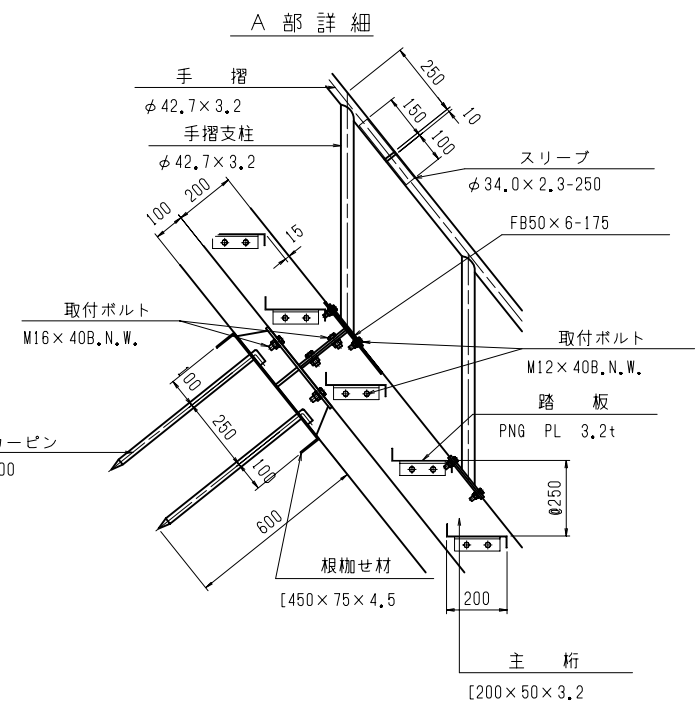 A 部 詳 細
手 摺
φ42.7×3.2
手摺支柱
φ42.7×3.2
250
150
10
100
スリーブ
φ34.0×2.3-250
FB50×6-175
100
200
15
取付ボルト
M16×40B.N.W.
取付ボルト
M12×40B.N.W.
踏 板
PNG PL 3.2t
@250
200
ーピン
00
100
250
100
600
根枷せ材
[450×75×4.5
主 桁
[200×50×3.2